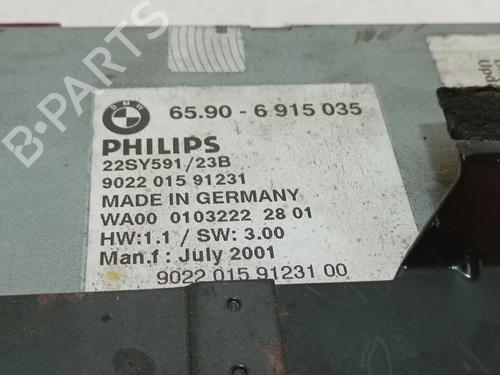 B-PARTS
BMW
65.90 - 6 915 035
PHILIPS
22SY591/23B
9022 015 91231
MADE IN GERMANY
WA00 0103222 28 01
HW:1.1 / SW: 3.00
Man.f : July 2001
9022 015 91231 00